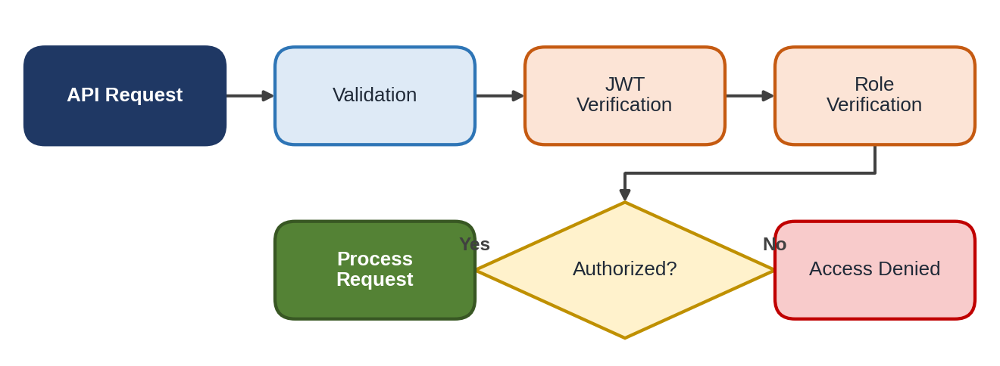 API Request
Validation
JWT
Verification
Role
Verification
Yes
No
Process
Request
Authorized?
Access Denied